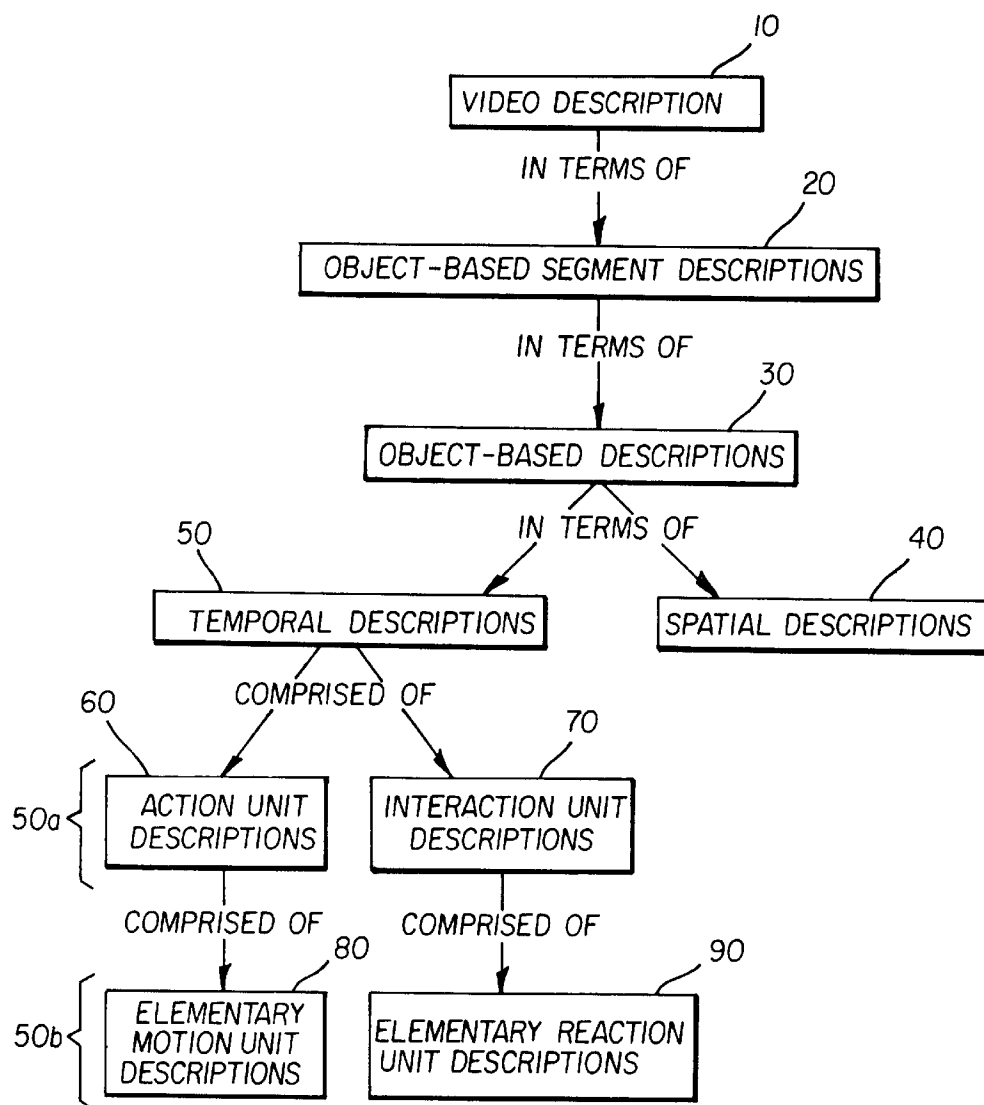 10
VIDEO DESCRIPTION
IN TERMS OF
20
OBJECT-BASED SEGMENT DESCRIPTIONS
IN TERMS OF
30
OBJECT-BASED DESCRIPTIONS
IN TERMS OF
50
40
TEMPORAL DESCRIPTIONS
SPATIAL DESCRIPTIONS
COMPRISED OF
60
70
50a
ACTION UNIT
DESCRIPTIONS
INTERACTION UNIT
DESCRIPTIONS
COMPRISED OF
COMPRISED OF
80
90
50b
ELEMENTARY
MOTION UNIT
DESCRIPTIONS
ELEMENTARY REACTION
UNIT DESCRIPTIONS